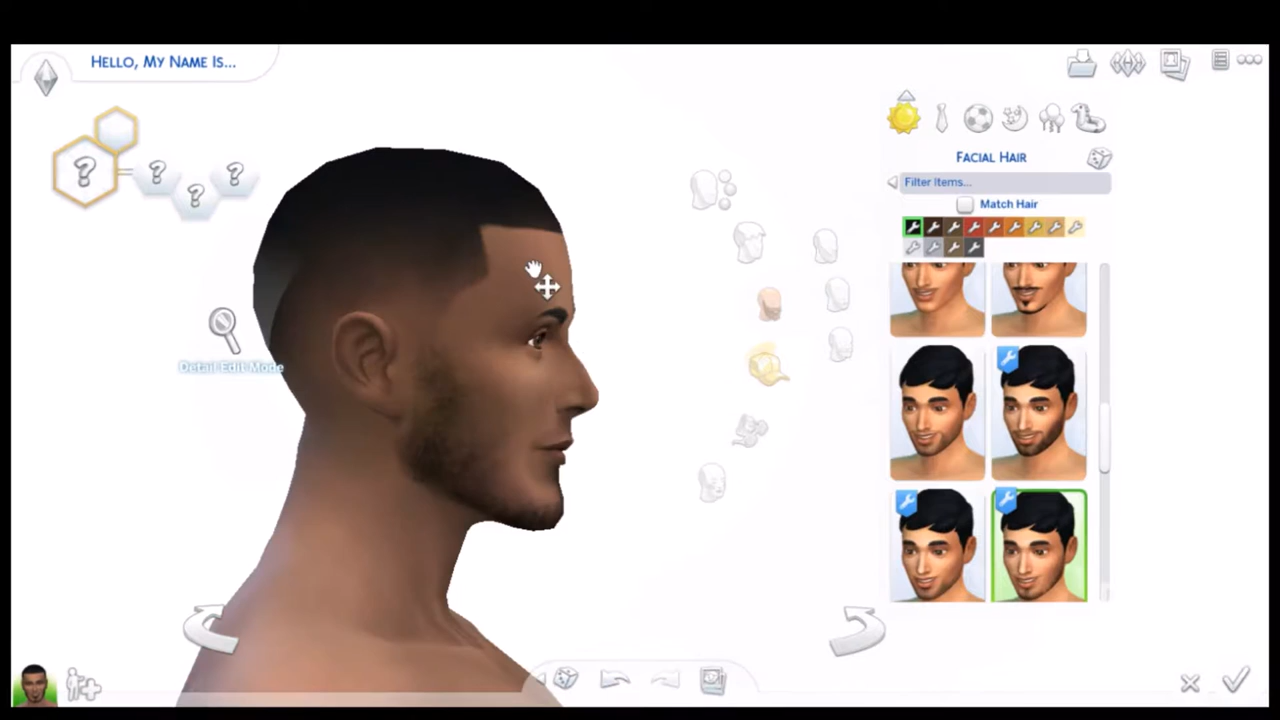 Hello, My Name Is...
Facial Hair
Filter Items...
Match Hair
Detail Edit Mode